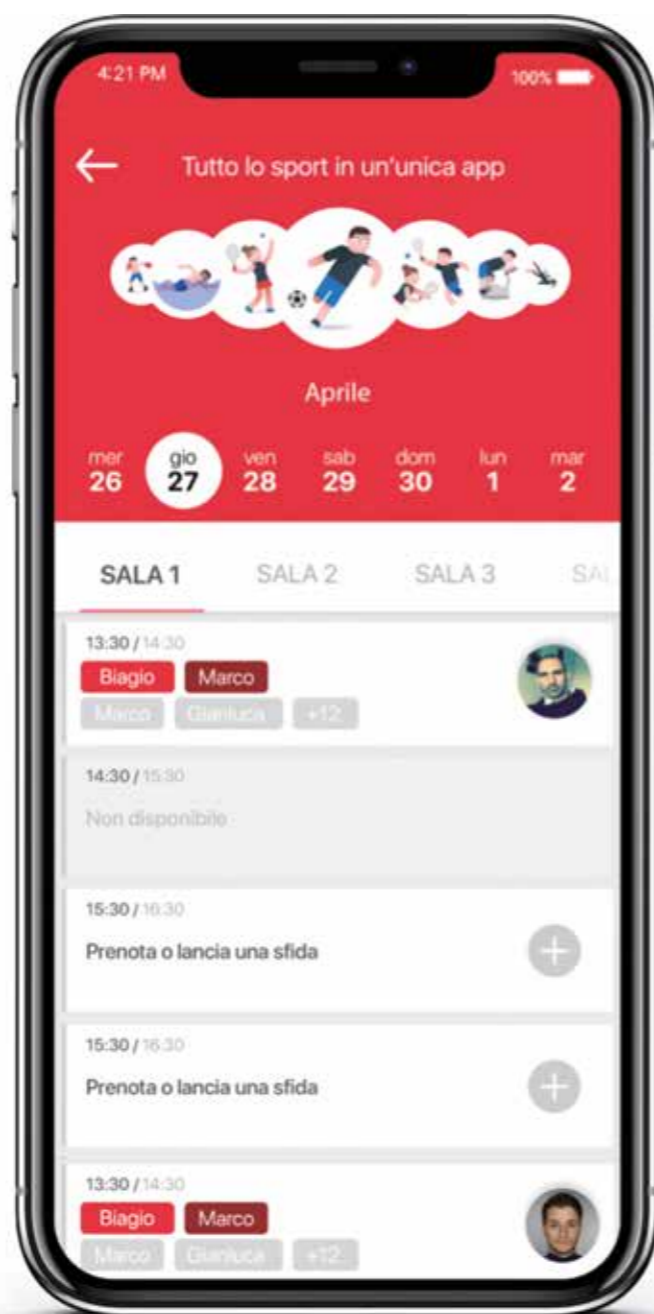 4:21 PM 100%
Tutto lo sport in un'unica app
Aprile
mer gio ven sab dom lun mar
26 27 28 29 30 1 2
SALA 1 SALA 2 SALA 3 SAL
13:30 / 14:30
Biagio Marco
Marco Gianluca +12
14:30 / 15:30
Non disponibile
15:30 / 16:30
Prenota o lancia una sfida
15:30 / 16:30
Prenota o lancia una sfida
13:30 / 14:30
Biagio Marco
Marco Gianluca +12